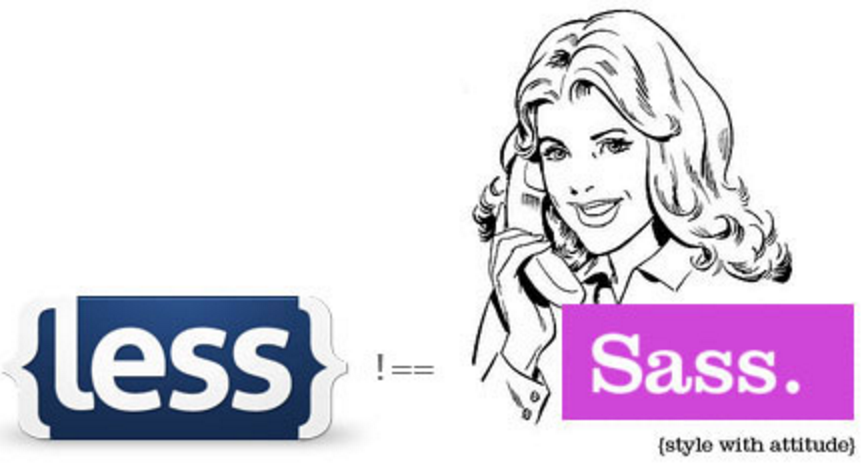 {less}
!==
Sass.
{style with attitude}